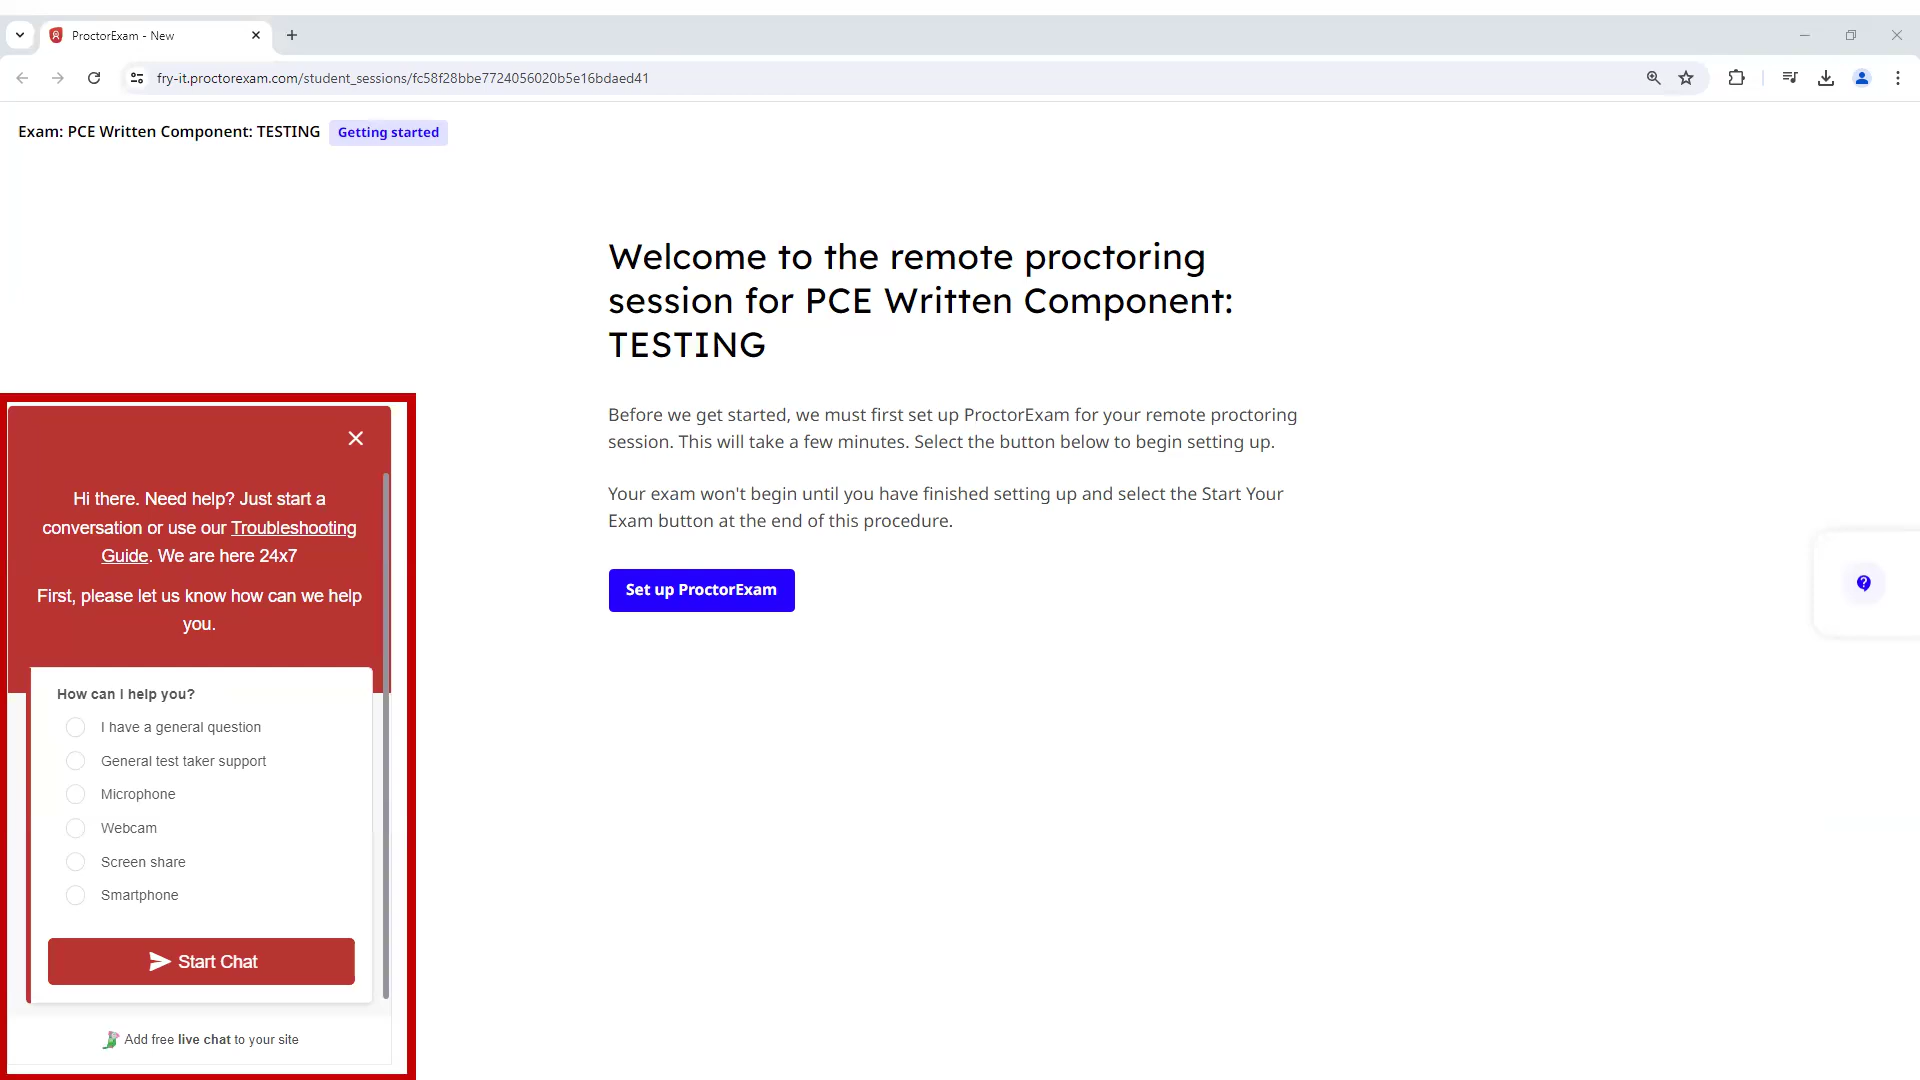 ProctorExam - New
fry-it.proctorexam.com/student_sessions/fc58f28bbe7724056020b5e16bdaed41
Exam: PCE Written Component: TESTING Getting started
Welcome to the remote proctoring
session for PCE Written Component:
TESTING
Before we get started, we must first set up ProctorExam for your remote proctoring
session. This will take a few minutes. Select the button below to begin setting up.
Your exam won't begin until you have finished setting up and select the Start Your
Exam button at the end of this procedure.
Set up ProctorExam
Hi there. Need help? Just start a
conversation or use our Troubleshooting
Guide. We are here 24x7
First, please let us know how can we help
you.
How can I help you?
I have a general question
General test taker support
Microphone
Webcam
Screen share
Smartphone
Start Chat
Add free live chat to your site